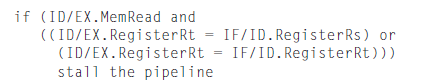 if (ID/EX.MemRead and
((ID/EX.RegisterRt = IF/ID.RegisterRs) or
(ID/EX.RegisterRt = IF/ID.RegisterRt)))
stall the pipeline